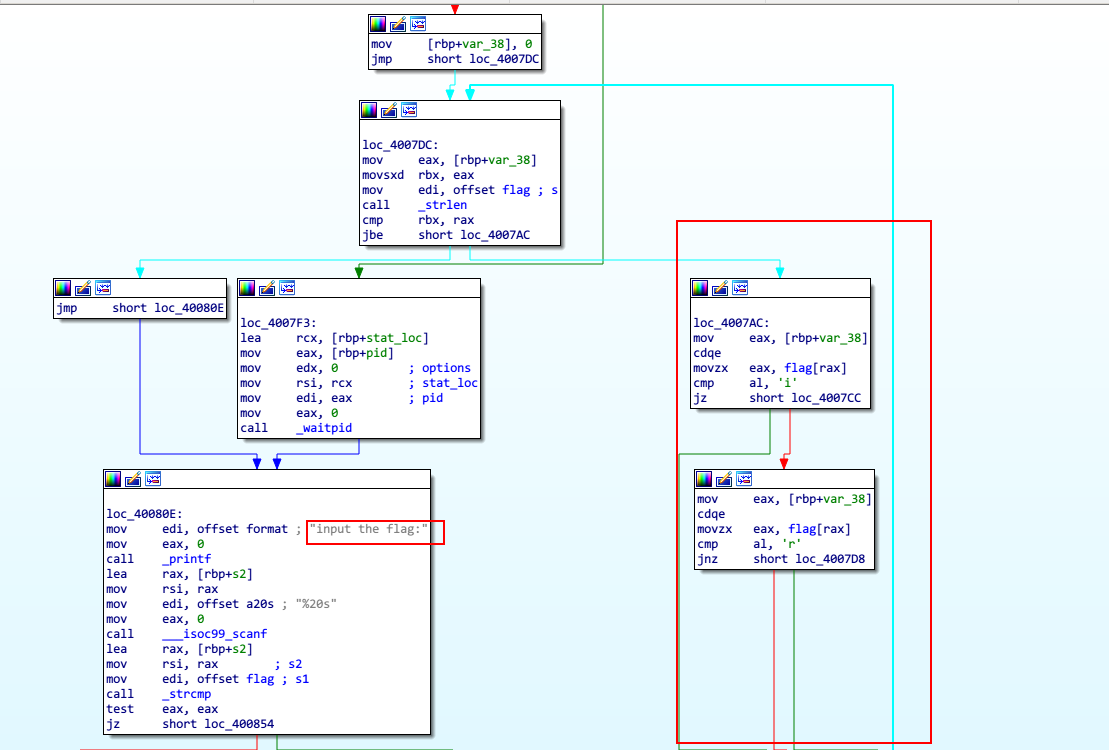 mov [rbp+var_38], 0
jmp short loc_4007DC
loc_4007DC:
mov eax, [rbp+var_38]
movsxd rbx, eax
mov edi, offset flag ; s
call _strlen
cmp rbx, rax
jbe short loc_4007AC
jmp short loc_40080E
loc_4007F3:
lea rcx, [rbp+stat_loc]
mov eax, [rbp+pid]
mov edx, 0 ; options
mov rsi, rcx ; stat_loc
mov edi, eax ; pid
mov eax, 0
call _waitpid
loc_4007AC:
mov eax, [rbp+var_38]
cdqe
movzx eax, flag[rax]
cmp al, 'i'
jz short loc_4007CC
loc_40080E:
mov edi, offset format ; "input the flag:"
mov eax, 0
call _printf
lea rax, [rbp+s2]
mov rsi, rax
mov edi, offset a20s ; "%20s"
mov eax, 0
call ___isoc99_scanf
lea rax, [rbp+s2]
mov rsi, rax ; s2
mov edi, offset flag ; s1
call _strcmp
test eax, eax
jz short loc_400854
mov eax, [rbp+var_38]
cdqe
movzx eax, flag[rax]
cmp al, 'r'
jnz short loc_4007D8